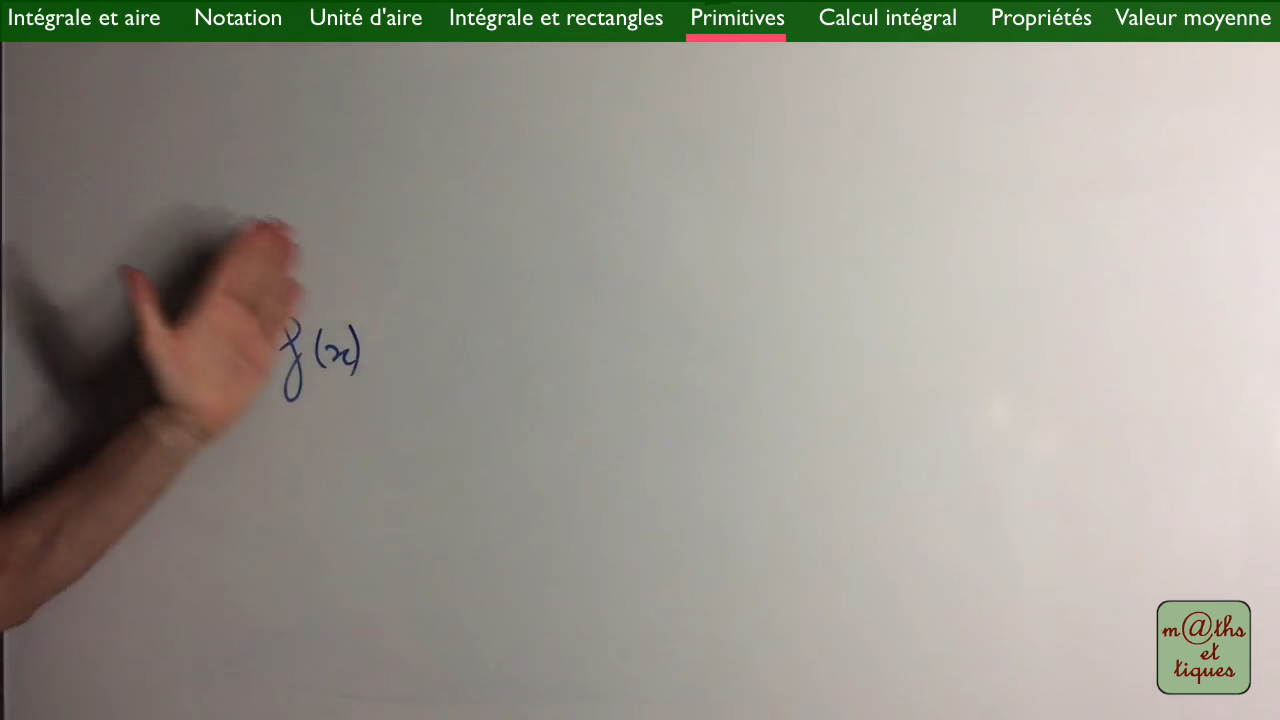 Intégrale et aire Notation Unité d'aire Intégrale et rectangles Primitives Calcul intégral Propriétés Valeur moyenne
f(x)
m@ths
et
tiques